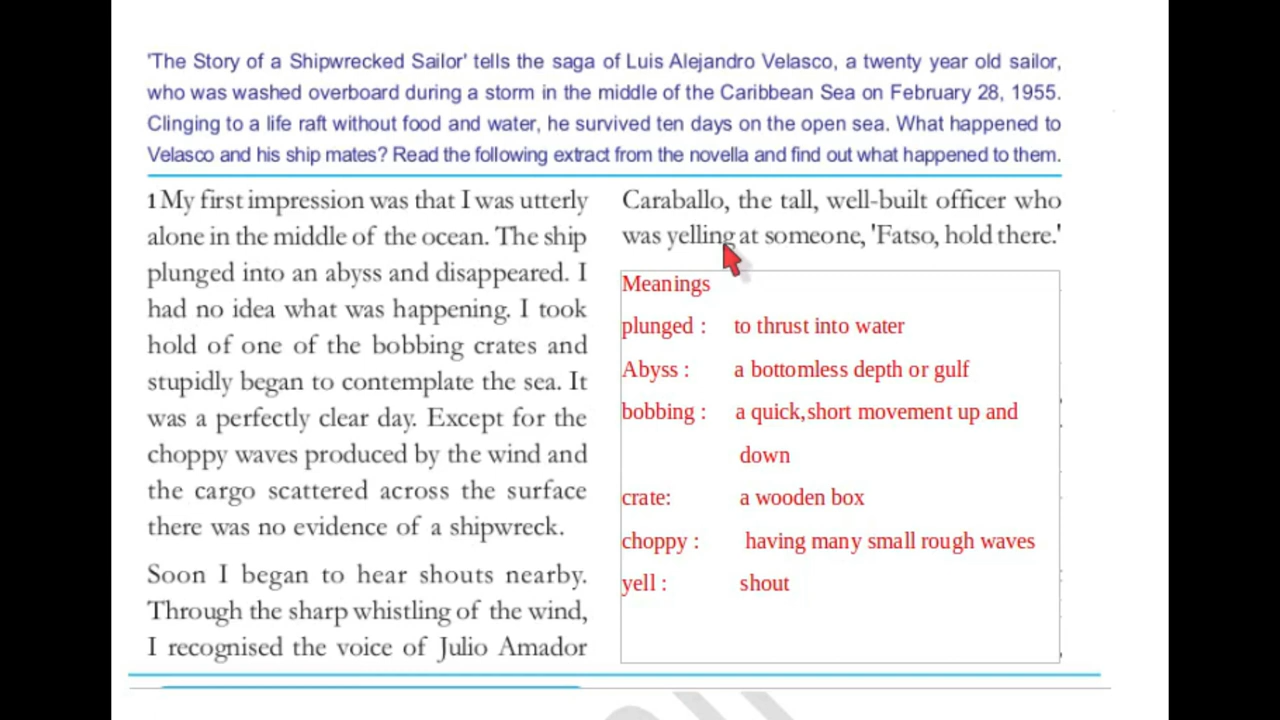 'The Story of a Shipwrecked Sailor' tells the saga of Luis Alejandro Velasco, a twenty year old sailor,
who was washed overboard during a storm in the middle of the Caribbean Sea on February 28, 1955.
Clinging to a life raft without food and water, he survived ten days on the open sea. What happened to
Velasco and his ship mates? Read the following extract from the novella and find out what happened to them.
1 My first impression was that I was utterly
alone in the middle of the ocean. The ship
plunged into an abyss and disappeared. I
had no idea what was happening. I took
hold of one of the bobbing crates and
stupidly began to contemplate the sea. It
was a perfectly clear day. Except for the
choppy waves produced by the wind and
the cargo scattered across the surface
there was no evidence of a shipwreck.
Soon I began to hear shouts nearby.
Through the sharp whistling of the wind,
I recognised the voice of Julio Amador
Caraballo, the tall, well-built officer who
was yelling at someone, 'Fatso, hold there.'
Meanings
plunged : to thrust into water
Abyss : a bottomless depth or gulf
bobbing : a quick,short movement up and
down
crate: a wooden box
choppy : having many small rough waves
yell : shout